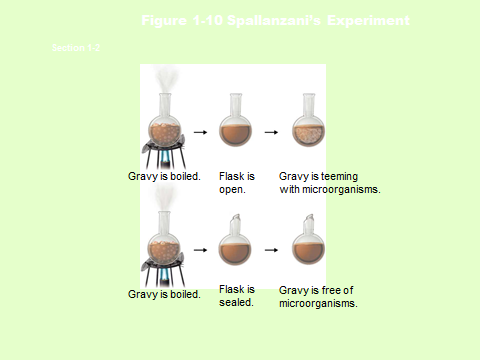 Figure 1-10 Spallanzani's Experiment
Section 1-2
Gravy is boiled.
Flask is
open.
Gravy is teeming
with microorganisms.
Gravy is boiled.
Flask is
sealed.
Gravy is free of
microorganisms.